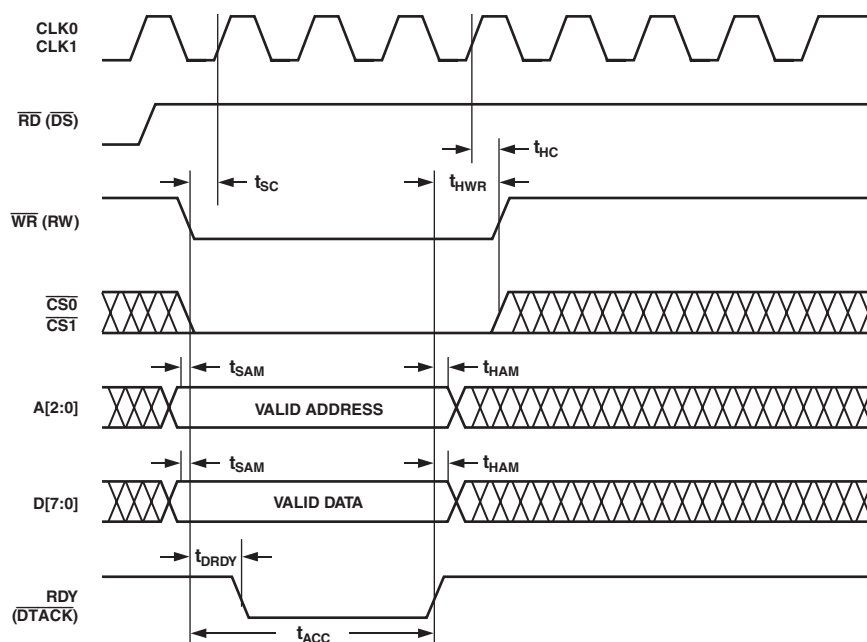 CLK0
CLK1
RD (DS)
tHC
tSC
tHWR
WR (RW)
CS0
CS1
tSAM
tHAM
A[2:0]
VALID ADDRESS
tSAM
tHAM
D[7:0]
VALID DATA
tDRDY
RDY
(DTACK)
tACC